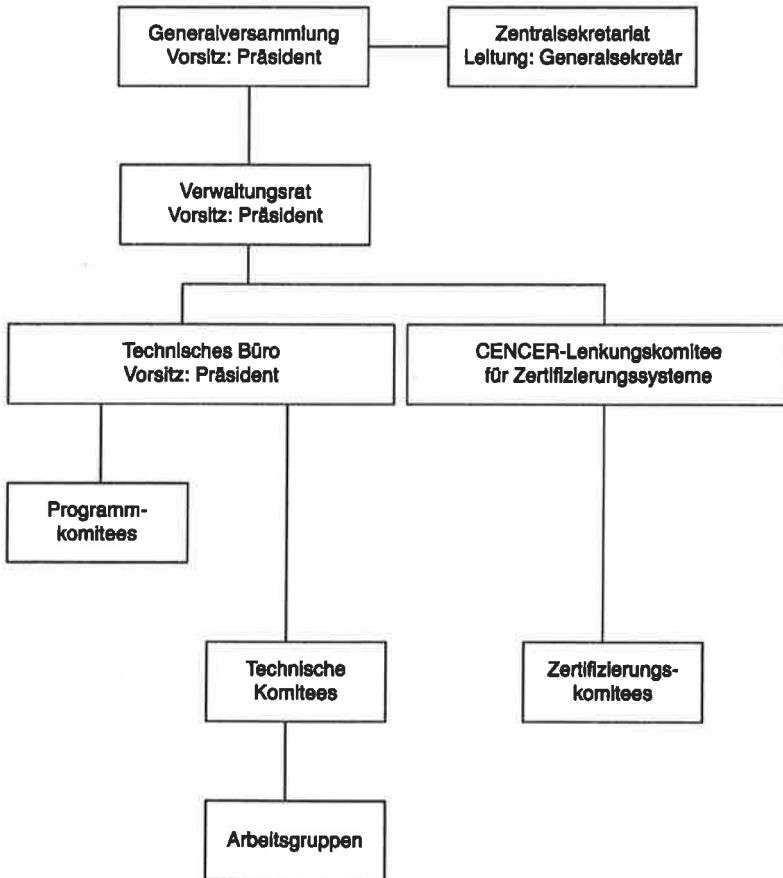 Generalversammlung
Vorsitz: Präsident
Zentralsekretariat
Leitung: Generalsekretär
Verwaltungsrat
Vorsitz: Präsident
Technisches Büro
Vorsitz: Präsident
CENCER-Lenkungskomitee
für Zertifizierungssysteme
Programm-
komitees
Technische
Komitees
Zertifizierungs-
komitees
Arbeitsgruppen